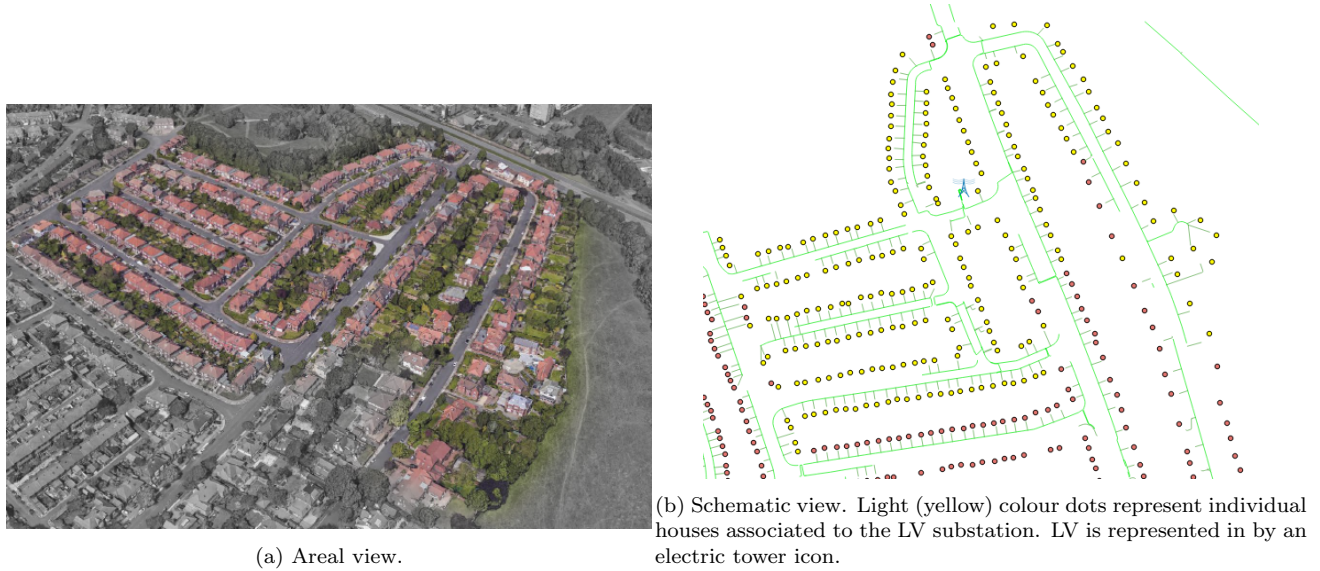 (a) Areal view.
(b) Schematic view. Light (yellow) colour dots represent individual
houses associated to the LV substation. LV is represented in by an
electric tower icon.